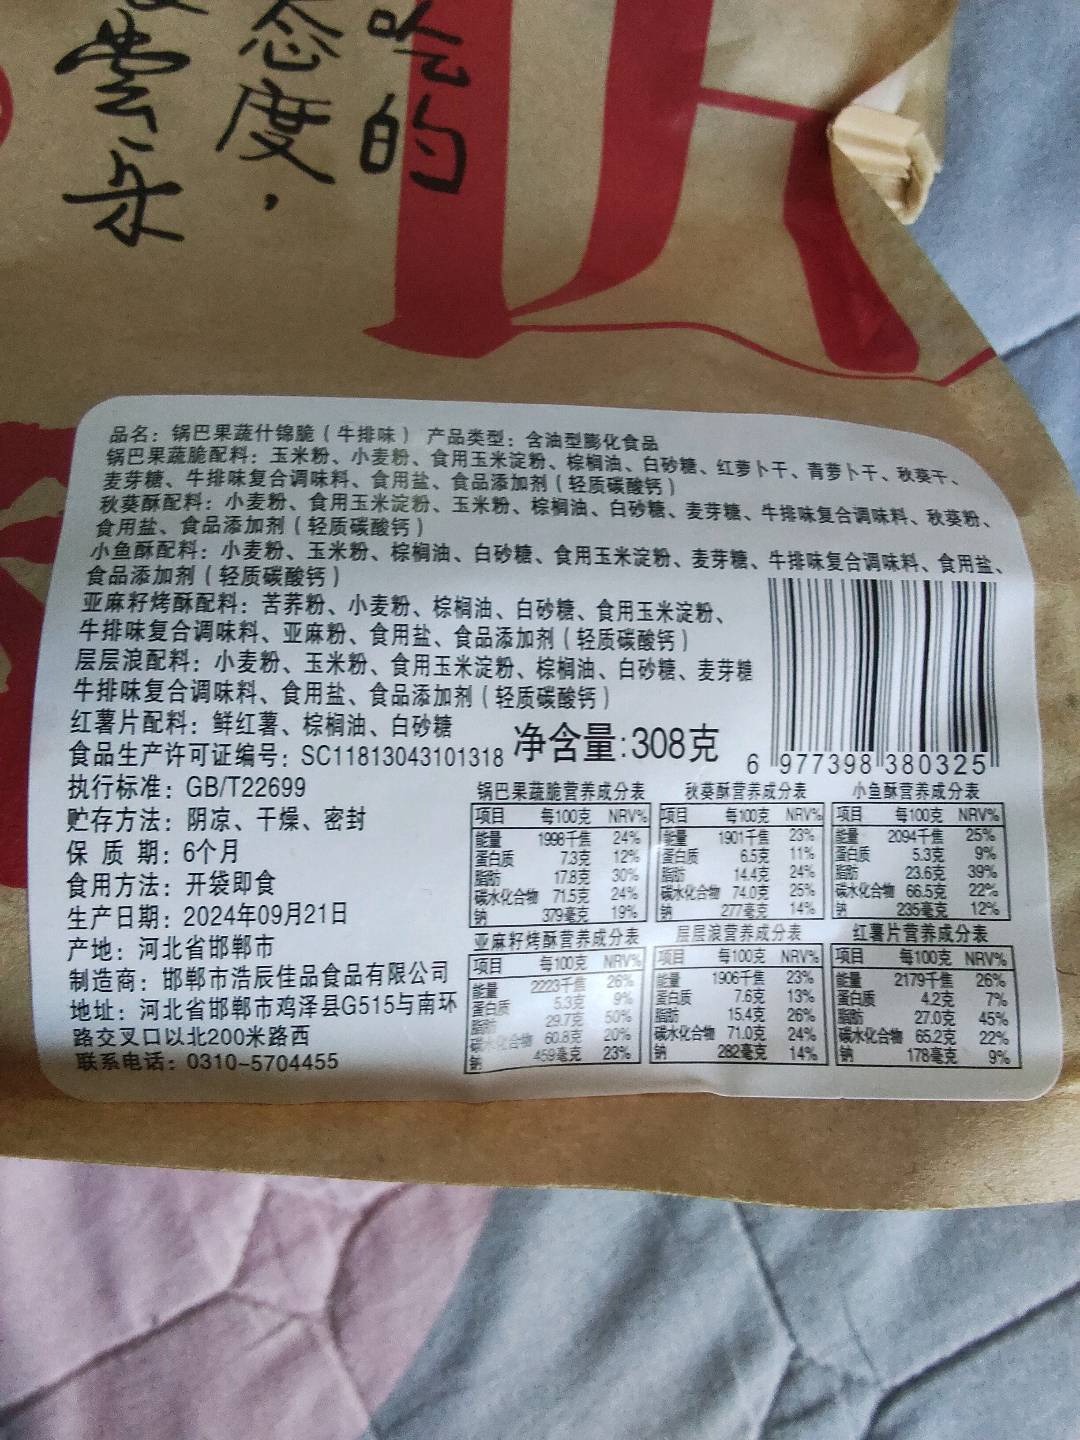 吃的
态度，
尝乐
品名：锅巴果蔬什锦脆（牛排味） 产品类型：含油型膨化食品
锅巴果蔬脆配料：玉米粉、小麦粉、食用玉米淀粉、棕榈油、白砂糖、红萝卜干、青萝卜干、秋葵干、
麦芽糖、牛排味复合调味料、食用盐、食品添加剂（轻质碳酸钙）
秋葵酥配料：小麦粉、食用玉米淀粉、玉米粉、棕榈油、白砂糖、麦芽糖、牛排味复合调味料、秋葵粉、
食用盐、食品添加剂（轻质碳酸钙）
小鱼酥配料：小麦粉、玉米粉、棕榈油、白砂糖、食用玉米淀粉、麦芽糖、牛排味复合调味料、食用盐、
食品添加剂（轻质碳酸钙）
亚麻籽烤酥配料：苦荞粉、小麦粉、棕榈油、白砂糖、食用玉米淀粉、
牛排味复合调味料、亚麻粉、食用盐、食品添加剂（轻质碳酸钙）
层层浪配料：小麦粉、玉米粉、食用玉米淀粉、棕榈油、白砂糖、麦芽糖
牛排味复合调味料、食用盐、食品添加剂（轻质碳酸钙）
红薯片配料：鲜红薯、棕榈油、白砂糖
食品生产许可证编号：SC11813043101318
净含量:308克
6 977398 380325
执行标准：GB/T22699
贮存方法：阴凉、干燥、密封
保 质 期：6个月
食用方法：开袋即食
生产日期：2024年09月21日
产地：河北省邯郸市
制造商：邯郸市浩辰佳品食品有限公司
地址：河北省邯郸市鸡泽县G515与南环
路交叉口以北200米路西
联系电话：0310-5704455
锅巴果蔬脆营养成分表
项目 每100克 NRV%
能量 1998千焦 24%
蛋白质 7.3克 12%
脂肪 17.8克 30%
碳水化合物 71.5克 24%
钠 379毫克 19%
秋葵酥营养成分表
项目 每100克 NRV%
能量 1901千焦 23%
蛋白质 6.5克 11%
脂肪 14.4克 24%
碳水化合物 74.0克 25%
钠 277毫克 14%
小鱼酥营养成分表
项目 每100克 NRV%
能量 2094千焦 25%
蛋白质 5.3克 9%
脂肪 23.6克 39%
碳水化合物 66.5克 22%
钠 235毫克 12%
亚麻籽烤酥营养成分表
项目 每100克 NRV%
能量 2223千焦 26%
蛋白质 5.3克 9%
脂肪 29.7克 50%
碳水化合物 60.8克 20%
钠 459毫克 23%
层层浪营养成分表
项目 每100克 NRV%
能量 1906千焦 23%
蛋白质 7.6克 13%
脂肪 15.4克 26%
碳水化合物 71.0克 24%
钠 282毫克 14%
红薯片营养成分表
项目 每100克 NRV%
能量 2179千焦 26%
蛋白质 4.2克 7%
脂肪 27.0克 45%
碳水化合物 65.2克 22%
钠 178毫克 9%